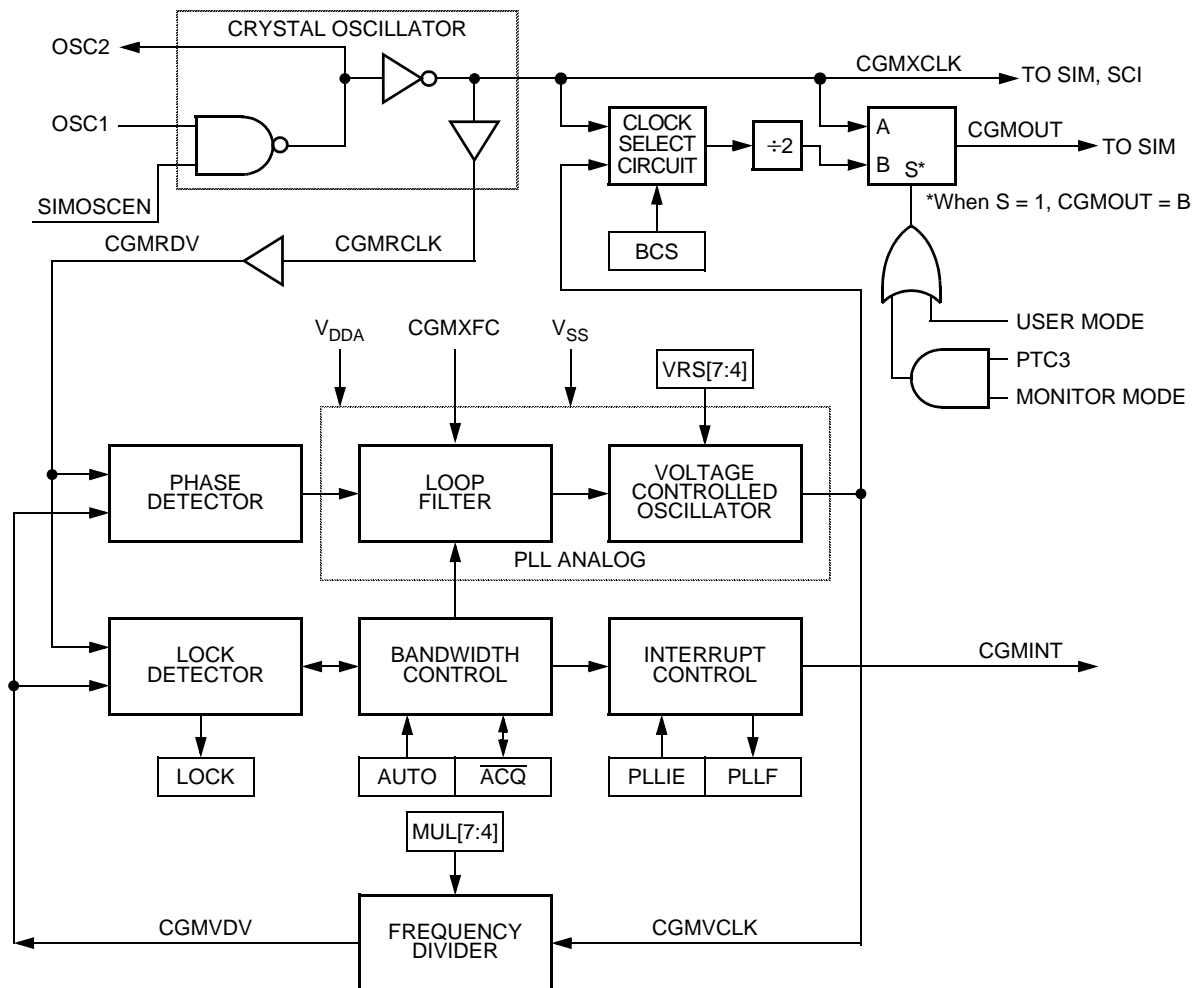 CRYSTAL OSCILLATOR
OSC2
CGMXCLK
TO SIM, SCI
OSC1
CLOCK
SELECT
CIRCUIT
÷2
A
B
S*
CGMOUT
TO SIM
SIMOSCEN
*When S = 1, CGMOUT = B
CGMRDV
CGMRCLK
BCS
VDDA
CGMXFC
VSS
VRS[7:4]
USER MODE
PTC3
MONITOR MODE
PHASE
DETECTOR
LOOP
FILTER
VOLTAGE
CONTROLLED
OSCILLATOR
PLL ANALOG
LOCK
DETECTOR
BANDWIDTH
CONTROL
INTERRUPT
CONTROL
CGMINT
LOCK
AUTO
ACQ
PLLIE
PLLF
MUL[7:4]
CGMVDV
FREQUENCY
DIVIDER
CGMVCLK